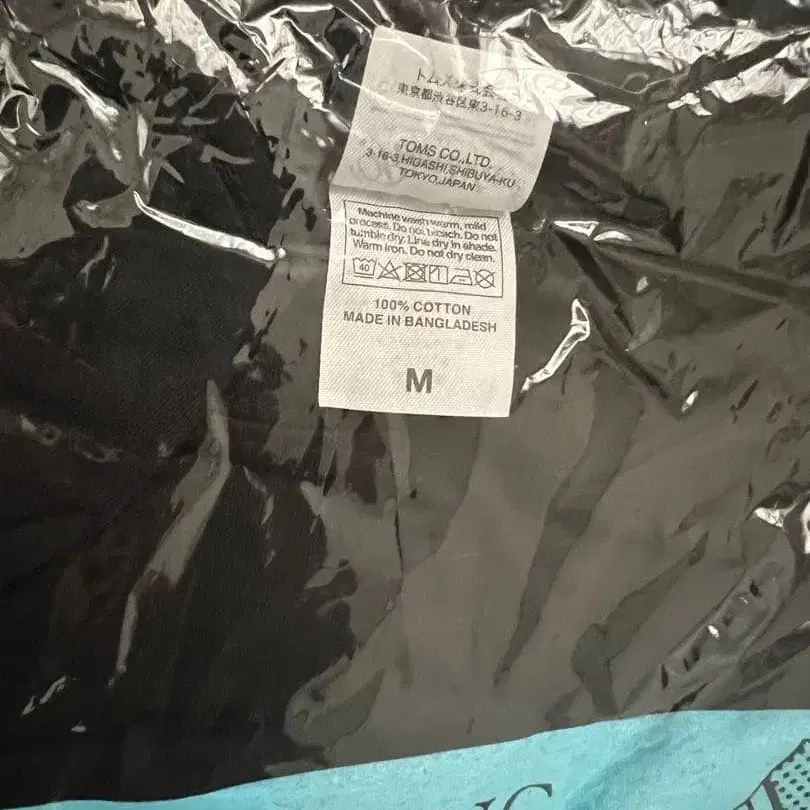 トムス株式会社
東京都渋谷区東3-16-3
TOMS CO.,LTD.
3-16-3,HIGASHI,SHIBUYA-KU,
TOKYO,JAPAN
Machine wash warm, mild
process. Do not bleach. Do not
tumble dry. Line dry in shade.
Warm iron. Do not dry clean.
40
100% COTTON
MADE IN BANGLADESH
M